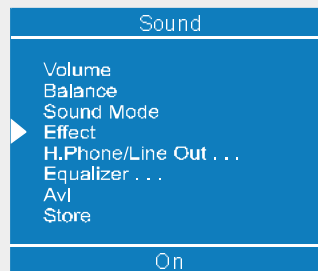 Sound
Volume
Balance
Sound Mode
Effect
H.Phone/Line Out . . .
Equalizer . . .
Avl
Store
On